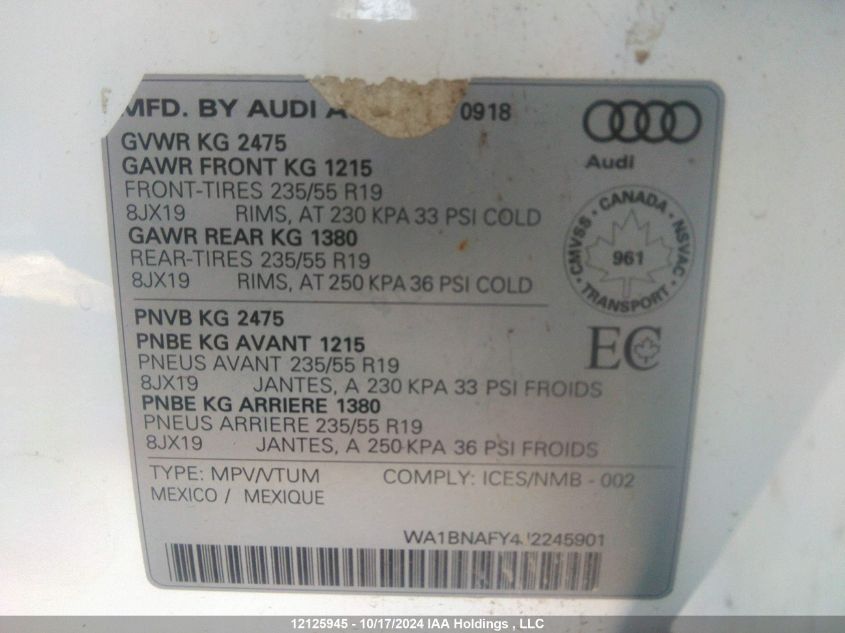 MFD. BY AUDI A 0918
GVWR KG 2475
GAWR FRONT KG 1215
FRONT-TIRES 235/55 R19
8JX19 RIMS, AT 230 KPA 33 PSI COLD
GAWR REAR KG 1380
REAR-TIRES 235/55 R19
8JX19 RIMS, AT 250 KPA 36 PSI COLD
Audi
CMVSS · CANADA · NSVAC · TRANSPORT ·
961
PNVB KG 2475
PNBE KG AVANT 1215
PNEUS AVANT 235/55 R19
8JX19 JANTES, A 230 KPA 33 PSI FROIDS
PNBE KG ARRIERE 1380
PNEUS ARRIERE 235/55 R19
8JX19 JANTES, A 250 KPA 36 PSI FROIDS
EC
TYPE: MPV/VTUM COMPLY: ICES/NMB - 002
MEXICO / MEXIQUE
WA1BNAFY4J2245901
12125945 - 10/17/2024 IAA Holdings , LLC